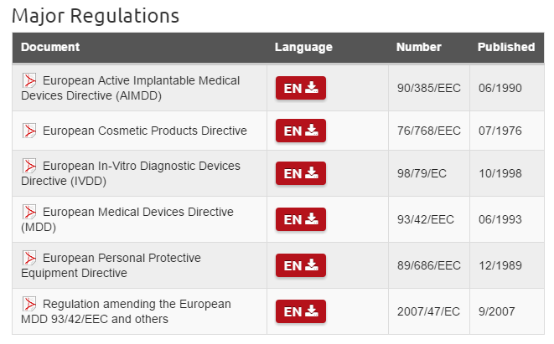 Major Regulations
Document Language Number Published
European Active Implantable Medical
Devices Directive (AIMDD)
EN
90/385/EEC 06/1990
European Cosmetic Products Directive
EN
76/768/EEC 07/1976
European In-Vitro Diagnostic Devices
Directive (IVDD)
EN
98/79/EC 10/1998
European Medical Devices Directive
(MDD)
EN
93/42/EEC 06/1993
European Personal Protective
Equipment Directive
EN
89/686/EEC 12/1989
Regulation amending the European
MDD 93/42/EEC and others
EN
2007/47/EC 9/2007